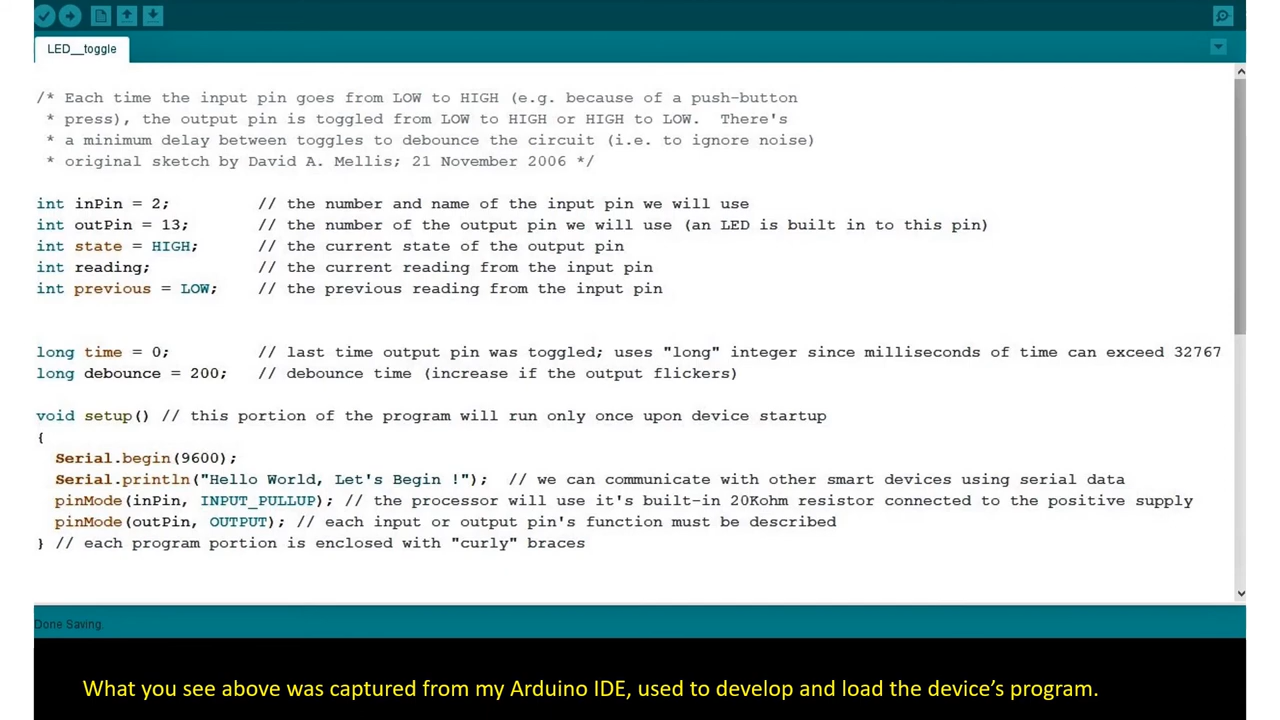 LED__toggle
/* Each time the input pin goes from LOW to HIGH (e.g. because of a push-button
* press), the output pin is toggled from LOW to HIGH or HIGH to LOW.  There's
* a minimum delay between toggles to debounce the circuit (i.e. to ignore noise)
* original sketch by David A. Mellis; 21 November 2006 */
int inPin = 2;         // the number and name of the input pin we will use
int outPin = 13;       // the number of the output pin we will use (an LED is built in to this pin)
int state = HIGH;      // the current state of the output pin
int reading;           // the current reading from the input pin
int previous = LOW;    // the previous reading from the input pin
long time = 0;         // last time output pin was toggled; uses "long" integer since milliseconds of time can exceed 32767
long debounce = 200;   // debounce time (increase if the output flickers)
void setup() // this portion of the program will run only once upon device startup
{
  Serial.begin(9600);
  Serial.println("Hello World, Let's Begin !");  // we can communicate with other smart devices using serial data
  pinMode(inPin, INPUT_PULLUP); // the processor will use it's built-in 20Kohm resistor connected to the positive supply
  pinMode(outPin, OUTPUT); // each input or output pin's function must be described
} // each program portion is enclosed with "curly" braces
Done Saving.
What you see above was captured from my Arduino IDE, used to develop and load the device's program.